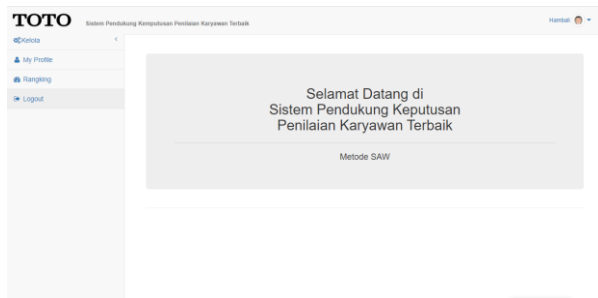 TOTO
Sistem Pendukung Keputusan Penilaian Karyawan Terbaik
Hambali
Kelola
My Profile
Rangking
Logout
Selamat Datang di
Sistem Pendukung Keputusan
Penilaian Karyawan Terbaik
Metode SAW